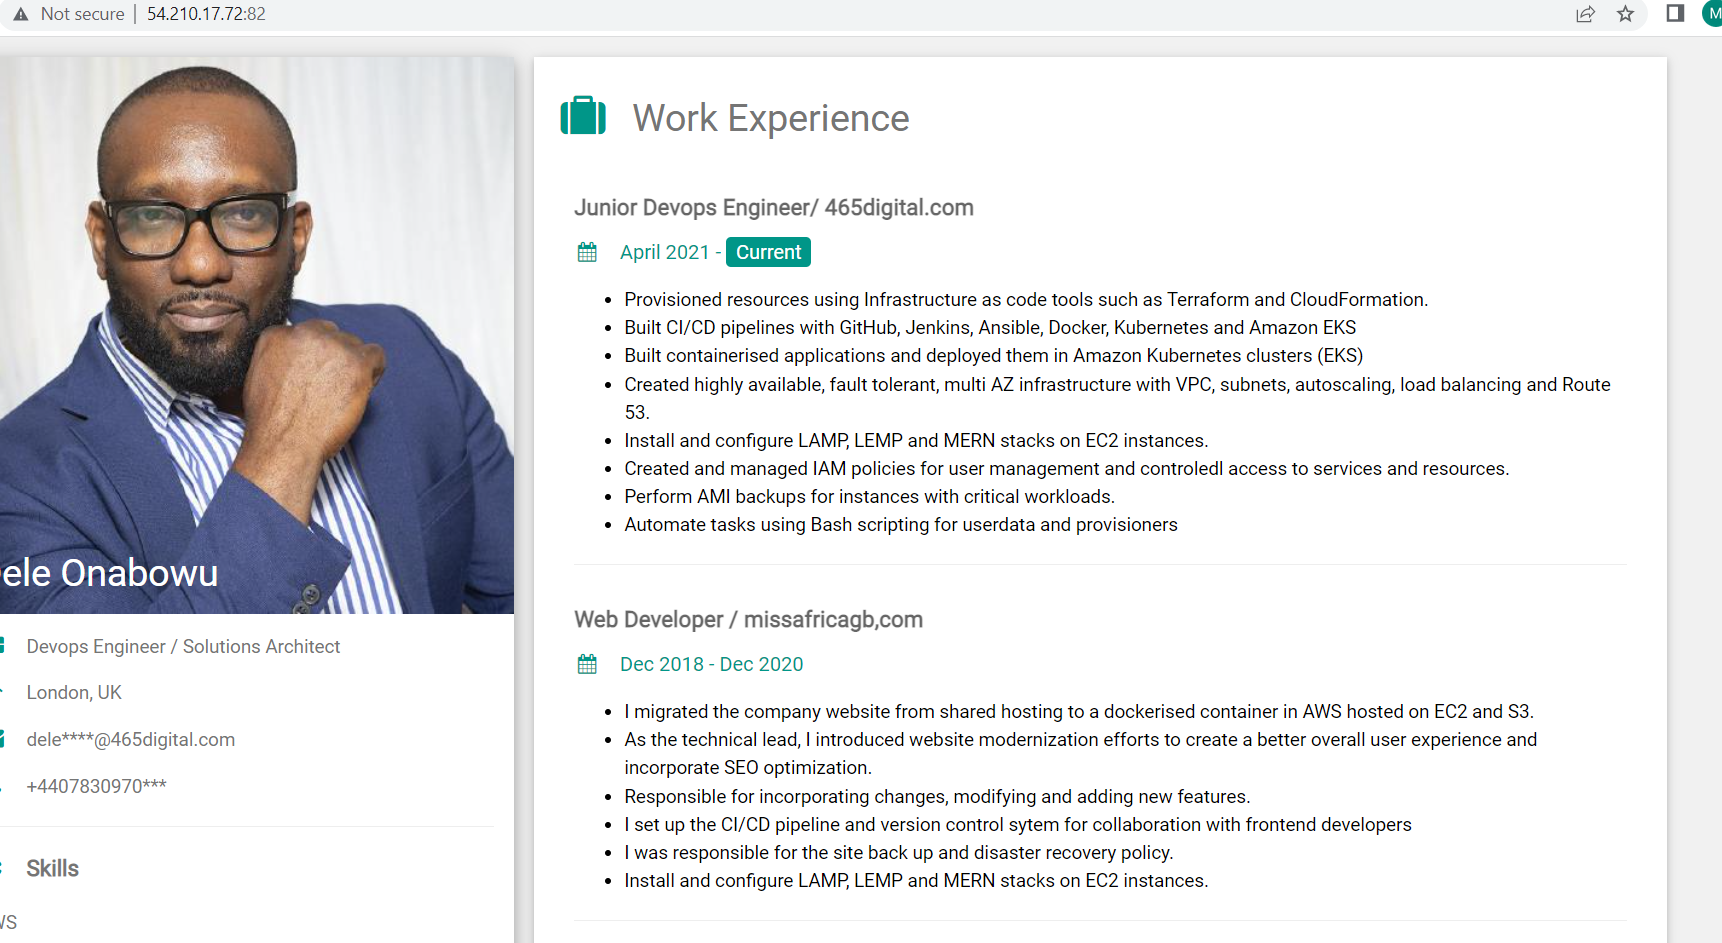 Not secure | 54.210.17.72:82
M
ele Onabowu
Devops Engineer / Solutions Architect
London, UK
dele****@465digital.com
+4407830970***
Skills
WS
Work Experience
Junior Devops Engineer/ 465digital.com
April 2021 - Current
Provisioned resources using Infrastructure as code tools such as Terraform and CloudFormation.
Built CI/CD pipelines with GitHub, Jenkins, Ansible, Docker, Kubernetes and Amazon EKS
Built containerised applications and deployed them in Amazon Kubernetes clusters (EKS)
Created highly available, fault tolerant, multi AZ infrastructure with VPC, subnets, autoscaling, load balancing and Route
53.
Install and configure LAMP, LEMP and MERN stacks on EC2 instances.
Created and managed IAM policies for user management and controledl access to services and resources.
Perform AMI backups for instances with critical workloads.
Automate tasks using Bash scripting for userdata and provisioners
Web Developer / missafricagb,com
Dec 2018 - Dec 2020
I migrated the company website from shared hosting to a dockerised container in AWS hosted on EC2 and S3.
As the technical lead, I introduced website modernization efforts to create a better overall user experience and
incorporate SEO optimization.
Responsible for incorporating changes, modifying and adding new features.
I set up the CI/CD pipeline and version control sytem for collaboration with frontend developers
I was responsible for the site back up and disaster recovery policy.
Install and configure LAMP, LEMP and MERN stacks on EC2 instances.